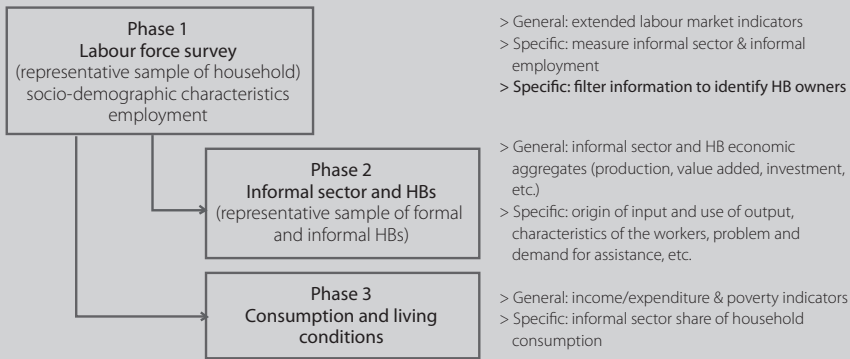 Phase 1
Labour force survey
(representative sample of household)
socio-demographic characteristics
employment
> General: extended labour market indicators
> Specific: measure informal sector & informal
employment
> Specific: filter information to identify HB owners
Phase 2
Informal sector and HBs
(representative sample of formal
and informal HBs)
> General: informal sector and HB economic
aggregates (production, value added, investment,
etc.)
> Specific: origin of input and use of output,
characteristics of the workers, problem and
demand for assistance, etc.
Phase 3
Consumption and living
conditions
> General: income/expenditure & poverty indicators
> Specific: informal sector share of household
consumption